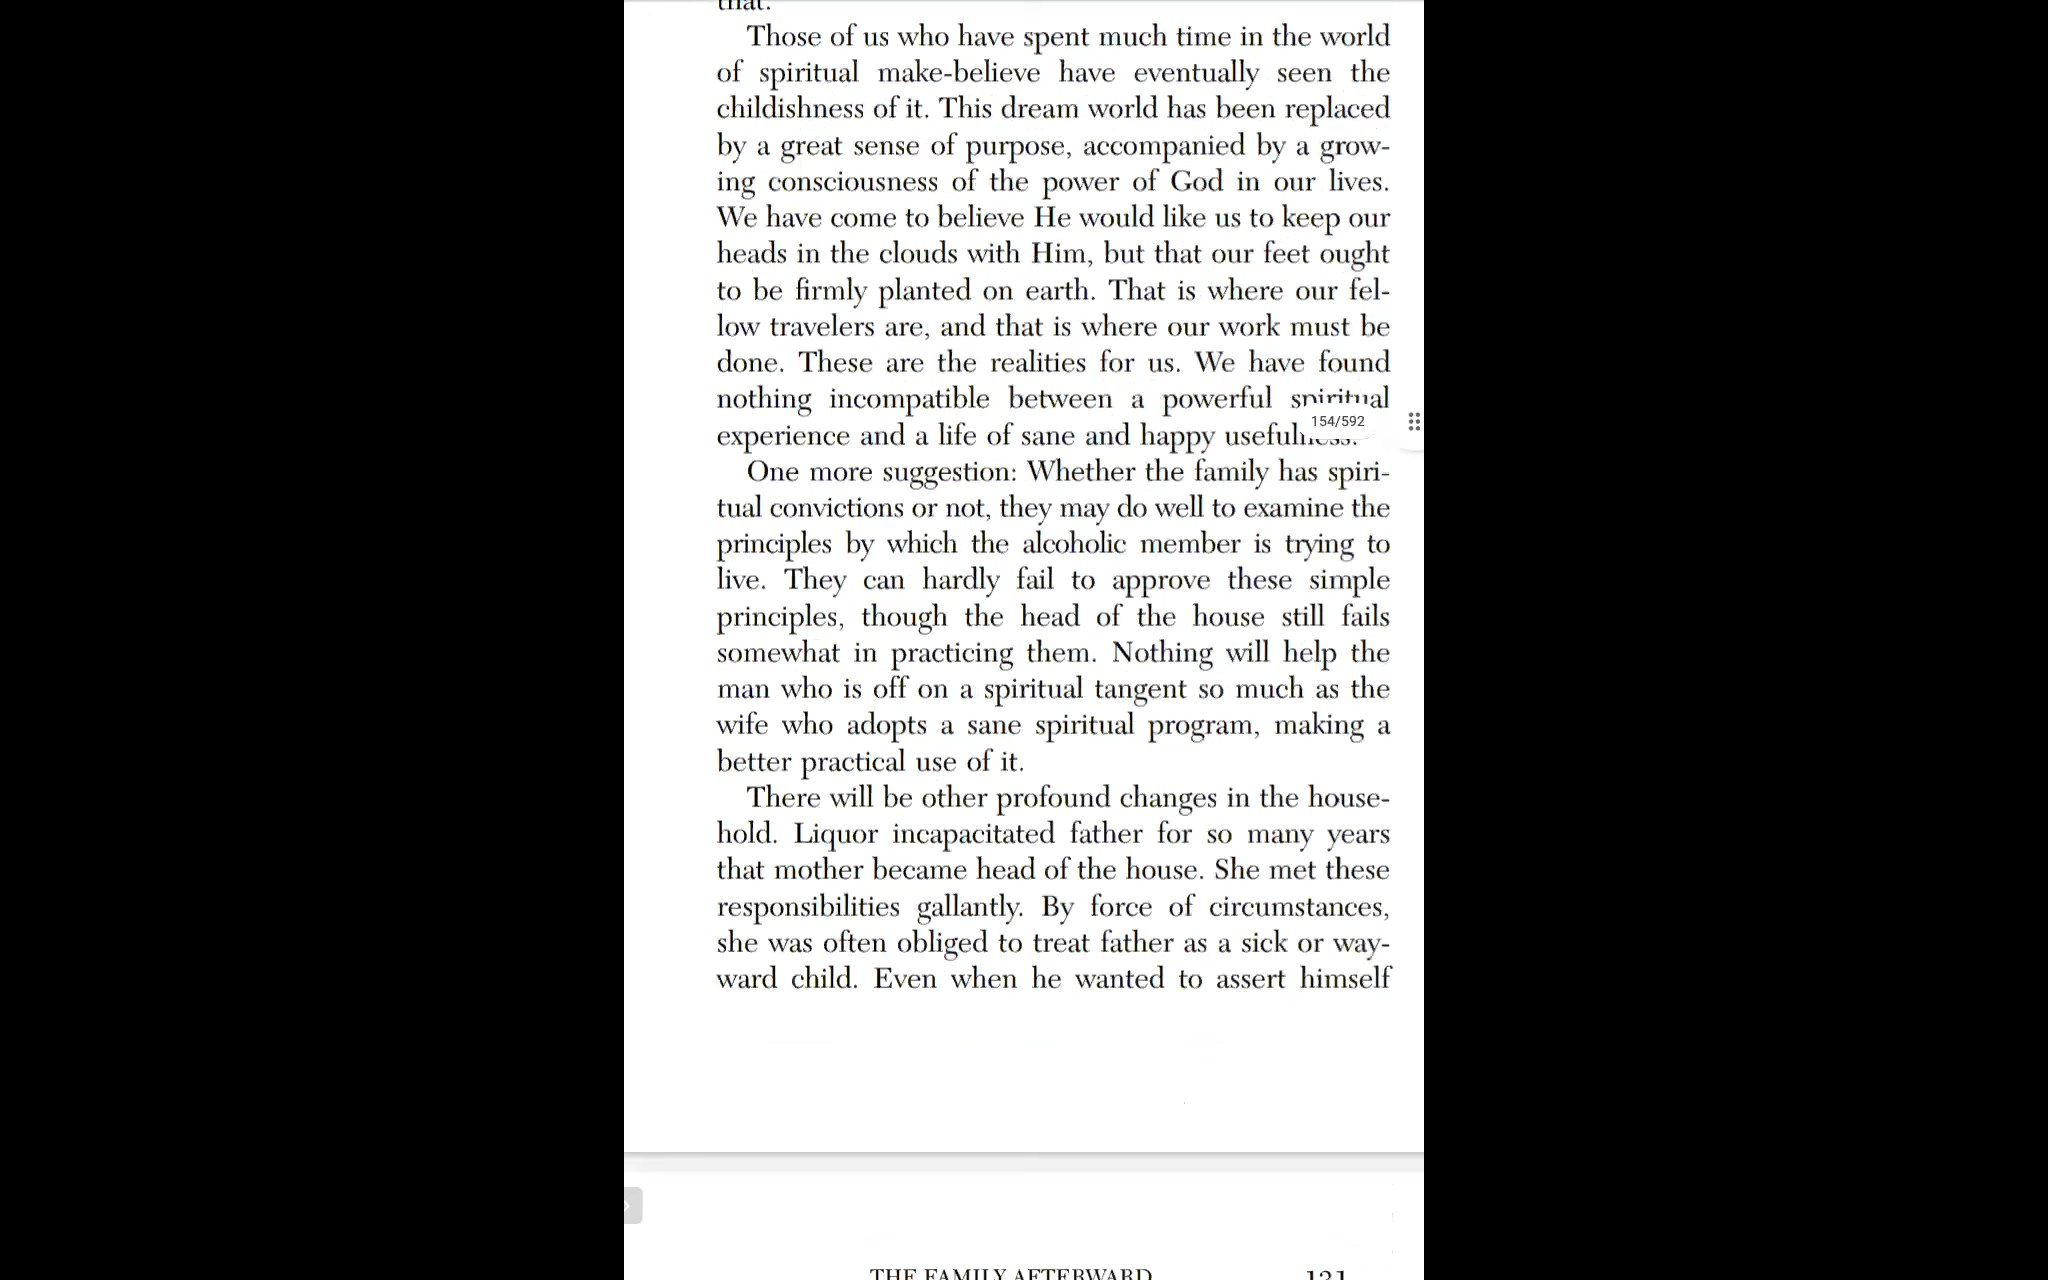 that.
Those of us who have spent much time in the world
of spiritual make-believe have eventually seen the
childishness of it. This dream world has been replaced
by a great sense of purpose, accompanied by a grow-
ing consciousness of the power of God in our lives.
We have come to believe He would like us to keep our
heads in the clouds with Him, but that our feet ought
to be firmly planted on earth. That is where our fel-
low travelers are, and that is where our work must be
done. These are the realities for us. We have found
nothing incompatible between a powerful spiritual
154/592
experience and a life of sane and happy usefulness.
One more suggestion: Whether the family has spiri-
tual convictions or not, they may do well to examine the
principles by which the alcoholic member is trying to
live. They can hardly fail to approve these simple
principles, though the head of the house still fails
somewhat in practicing them. Nothing will help the
man who is off on a spiritual tangent so much as the
wife who adopts a sane spiritual program, making a
better practical use of it.
There will be other profound changes in the house-
hold. Liquor incapacitated father for so many years
that mother became head of the house. She met these
responsibilities gallantly. By force of circumstances,
she was often obliged to treat father as a sick or way-
ward child. Even when he wanted to assert himself
THE FAMILY AFTERWARD 131